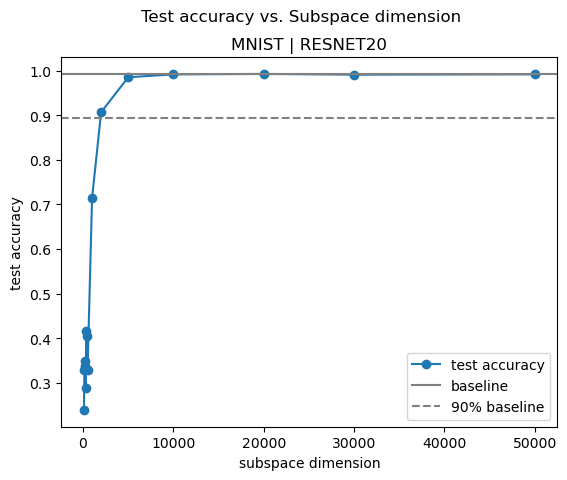 Test accuracy vs. Subspace dimension
MNIST | RESNET20
1.0
0.9
0.8
0.7
0.6
0.5
0.4
0.3
test accuracy
test accuracy
baseline
90% baseline
0
10000
20000
30000
40000
50000
subspace dimension